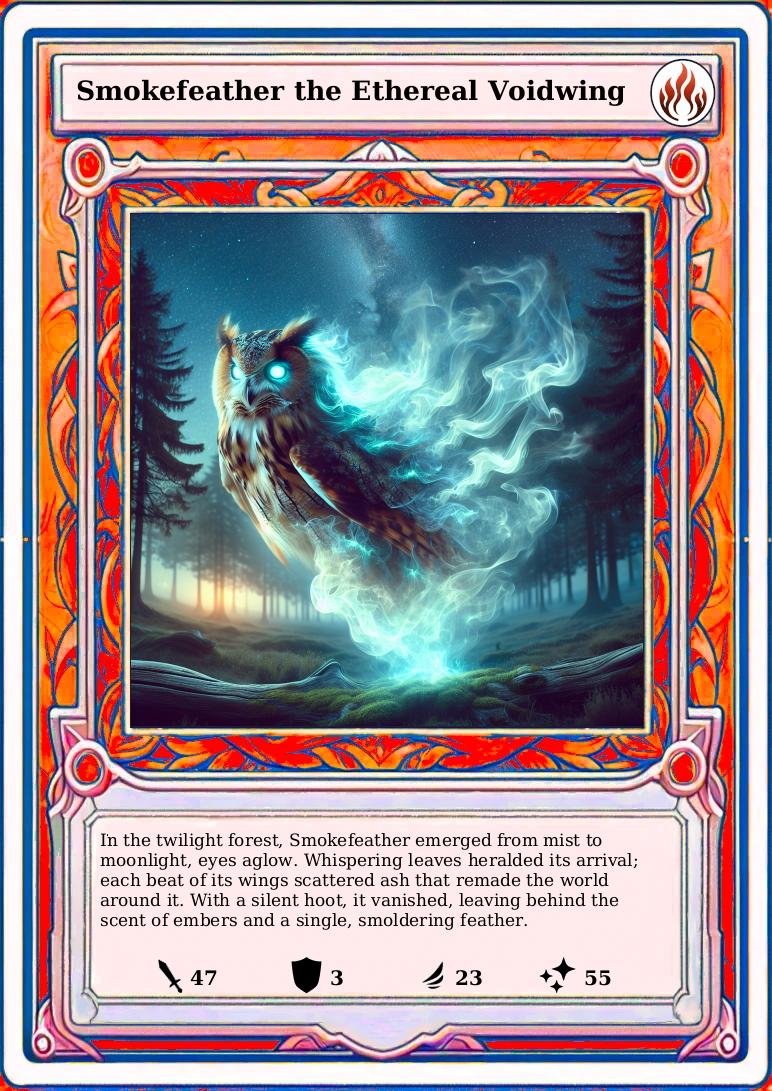 Smokefeather the Ethereal Voidwing
In the twilight forest, Smokefeather emerged from mist to
moonlight, eyes aglow. Whispering leaves heralded its arrival;
each beat of its wings scattered ash that remade the world
around it. With a silent hoot, it vanished, leaving behind the
scent of embers and a single, smoldering feather.
47 3 23 55